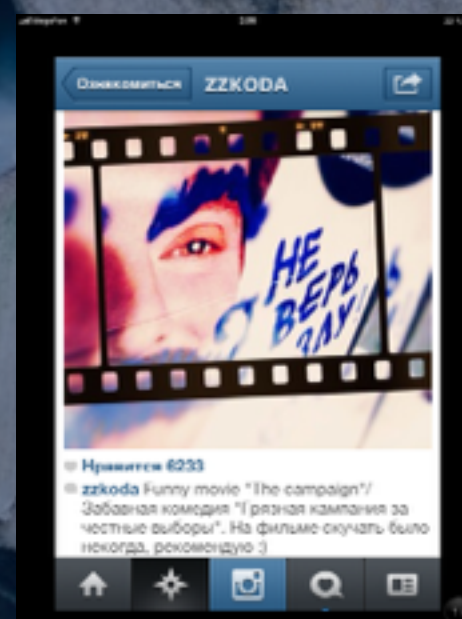 Ознакомиться ZZKODA
НЕ
ВЕРЬ
Нравится 6233
zzkoda Funny movie "The campaign"/
Забавная комедия "Грязная кампания за
честные выборы". На фильме скучать было
некогда, рекомендую :)